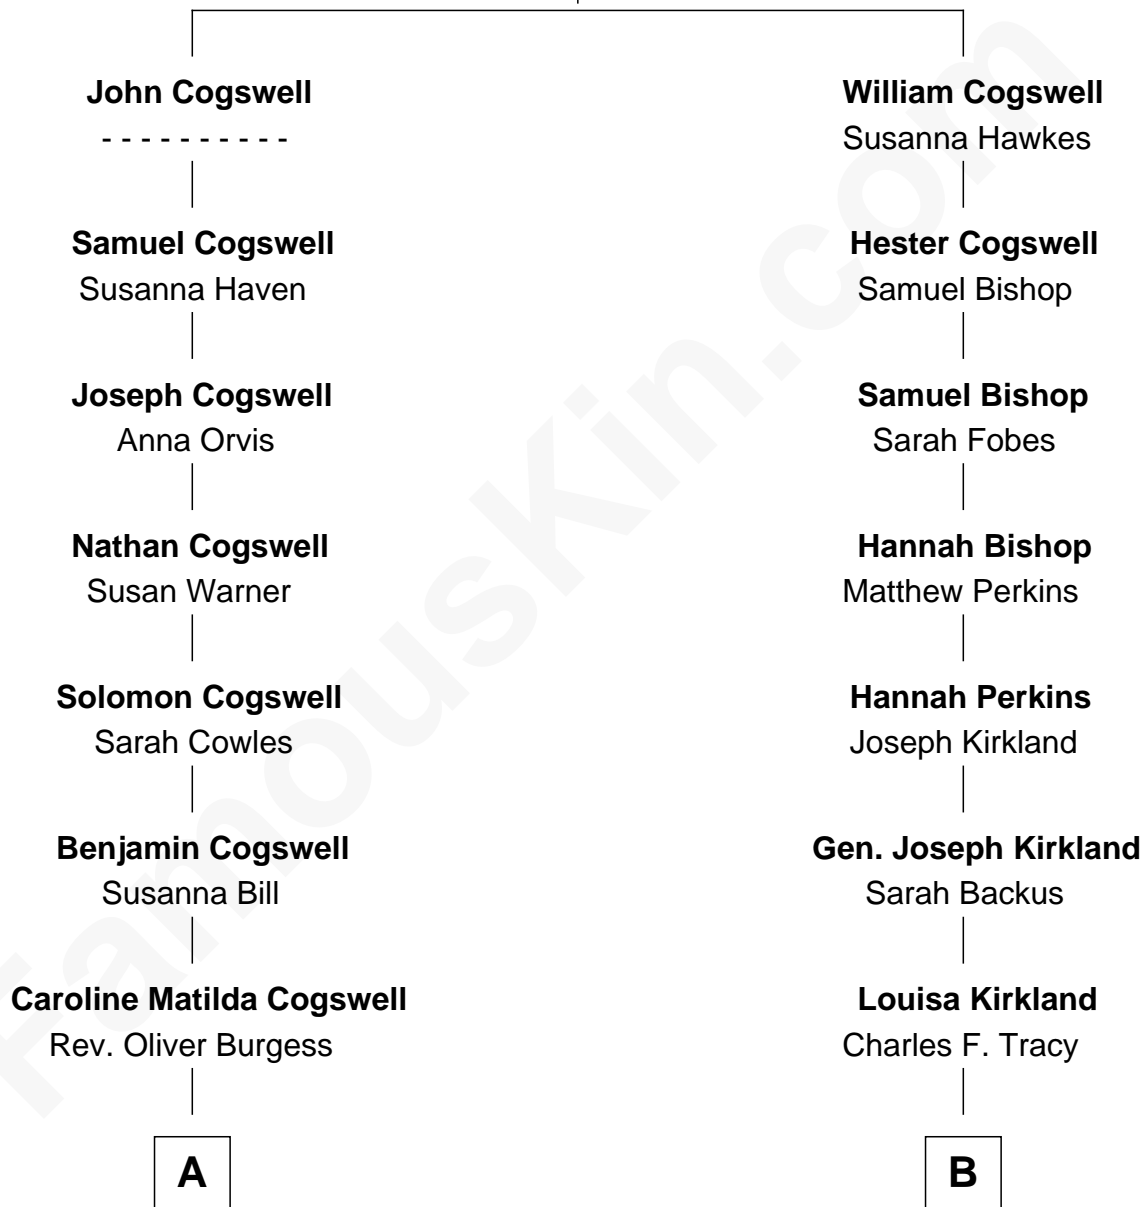 John Cogswell
- - - - - - - - - -
Samuel Cogswell
Susanna Haven
Joseph Cogswell
Anna Orvis
Nathan Cogswell
Susan Warner
Solomon Cogswell
Sarah Cowles
Benjamin Cogswell
Susanna Bill
Caroline Matilda Cogswell
Rev. Oliver Burgess
A
William Cogswell
Susanna Hawkes
Hester Cogswell
Samuel Bishop
Samuel Bishop
Sarah Fobes
Hannah Bishop
Matthew Perkins
Hannah Perkins
Joseph Kirkland
Gen. Joseph Kirkland
Sarah Backus
Louisa Kirkland
Charles F. Tracy
B
FamousKin.com